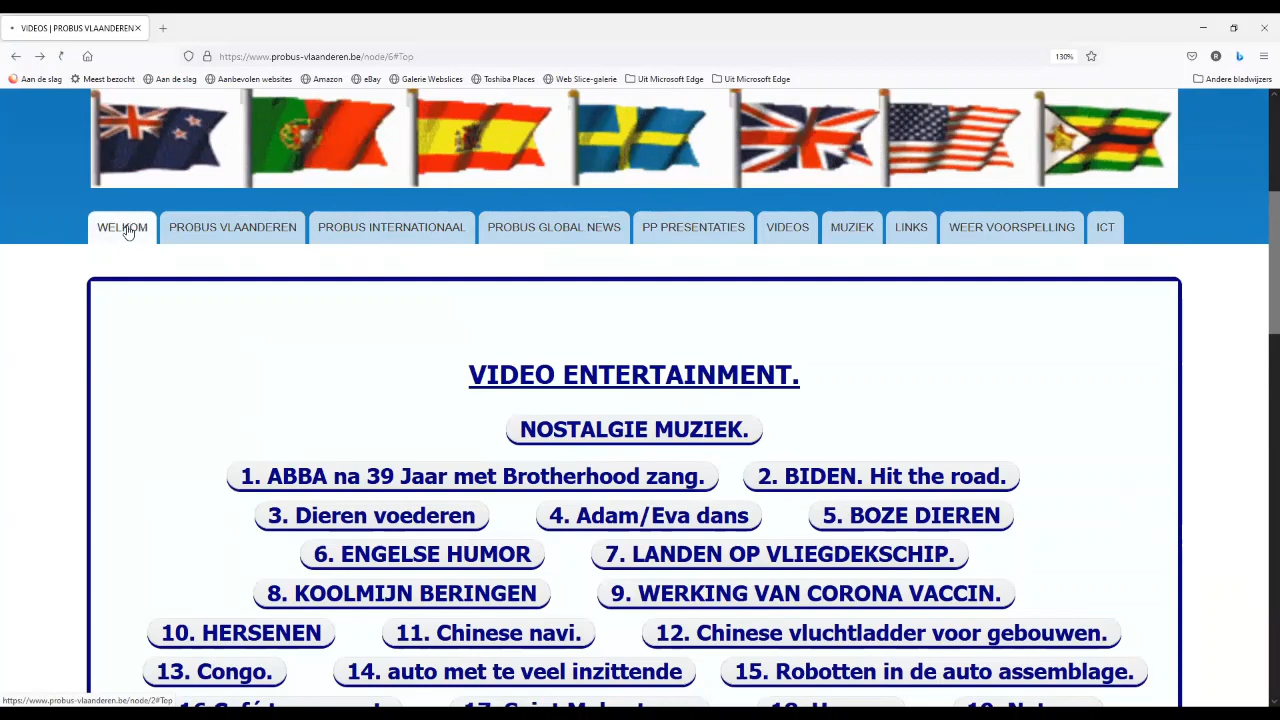 VIDEOS | PROBUS VLAANDEREN
https://www.probus-vlaanderen.be/node/6#Top
130%
Aan de slag Meest bezocht Aan de slag Aanbevolen websites Amazon eBay Galerie Webslices Toshiba Places Web Slice-galerie Uit Microsoft Edge Uit Microsoft Edge Andere bladwijzers
WELKOM PROBUS VLAANDEREN PROBUS INTERNATIONAAL PROBUS GLOBAL NEWS PP PRESENTATIES VIDEOS MUZIEK LINKS WEER VOORSPELLING ICT
VIDEO ENTERTAINMENT.
NOSTALGIE MUZIEK.
1. ABBA na 39 Jaar met Brotherhood zang. 2. BIDEN. Hit the road.
3. Dieren voederen 4. Adam/Eva dans 5. BOZE DIEREN
6. ENGELSE HUMOR 7. LANDEN OP VLIEGDEKSCHIP.
8. KOOLMIJN BERINGEN 9. WERKING VAN CORONA VACCIN.
10. HERSENEN 11. Chinese navi. 12. Chinese vluchtladder voor gebouwen.
13. Congo. 14. auto met te veel inzittende 15. Robotten in de auto assemblage.
https://www.probus-vlaanderen.be/node/2#Top